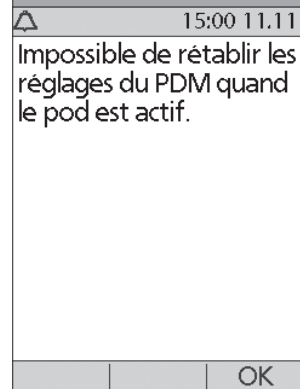 15:00 11.11
Impossible de rétablir les
réglages du PDM quand
le pod est actif.
OK